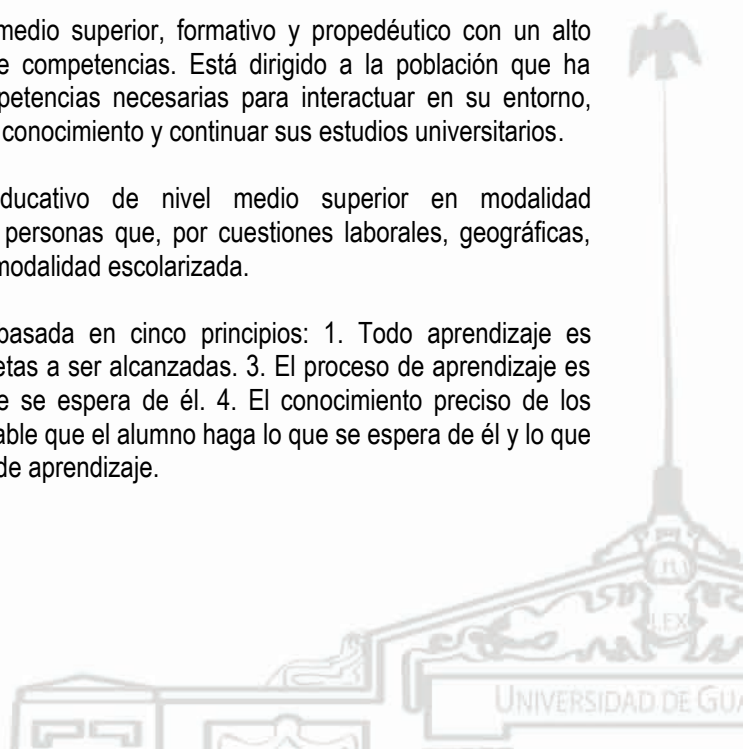 medio superior, formativo y propedéutico con un alto
e competencias. Está dirigido a la población que ha
petencias necesarias para interactuar en su entorno,
conocimiento y continuar sus estudios universitarios.
ducativo de nivel medio superior en modalidad
personas que, por cuestiones laborales, geográficas,
modalidad escolarizada.
basada en cinco principios: 1. Todo aprendizaje es
etas a ser alcanzadas. 3. El proceso de aprendizaje es
e se espera de él. 4. El conocimiento preciso de los
able que el alumno haga lo que se espera de él y lo que
de aprendizaje.
LEX
UNIVERSIDAD DE GUA